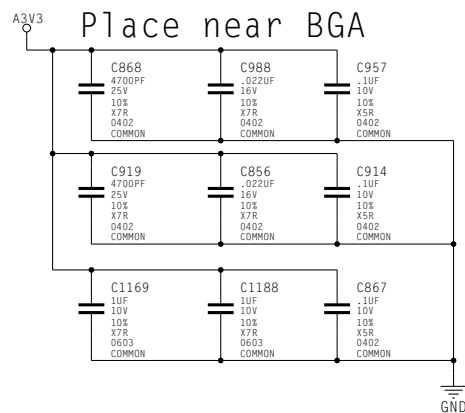 A3V3
Place near BGA
C868
4700PF
25V
10%
X7R
0402
COMMON
C988
.022UF
16V
10%
X7R
0402
COMMON
C957
.1UF
10V
10%
X5R
0402
COMMON
C919
4700PF
25V
10%
X7R
0402
COMMON
C856
.022UF
16V
10%
X7R
0402
COMMON
C914
.1UF
10V
10%
X5R
0402
COMMON
C1169
1UF
10V
10%
X7R
0603
COMMON
C1188
1UF
10V
10%
X7R
0603
COMMON
C867
.1UF
10V
10%
X5R
0402
COMMON
GND